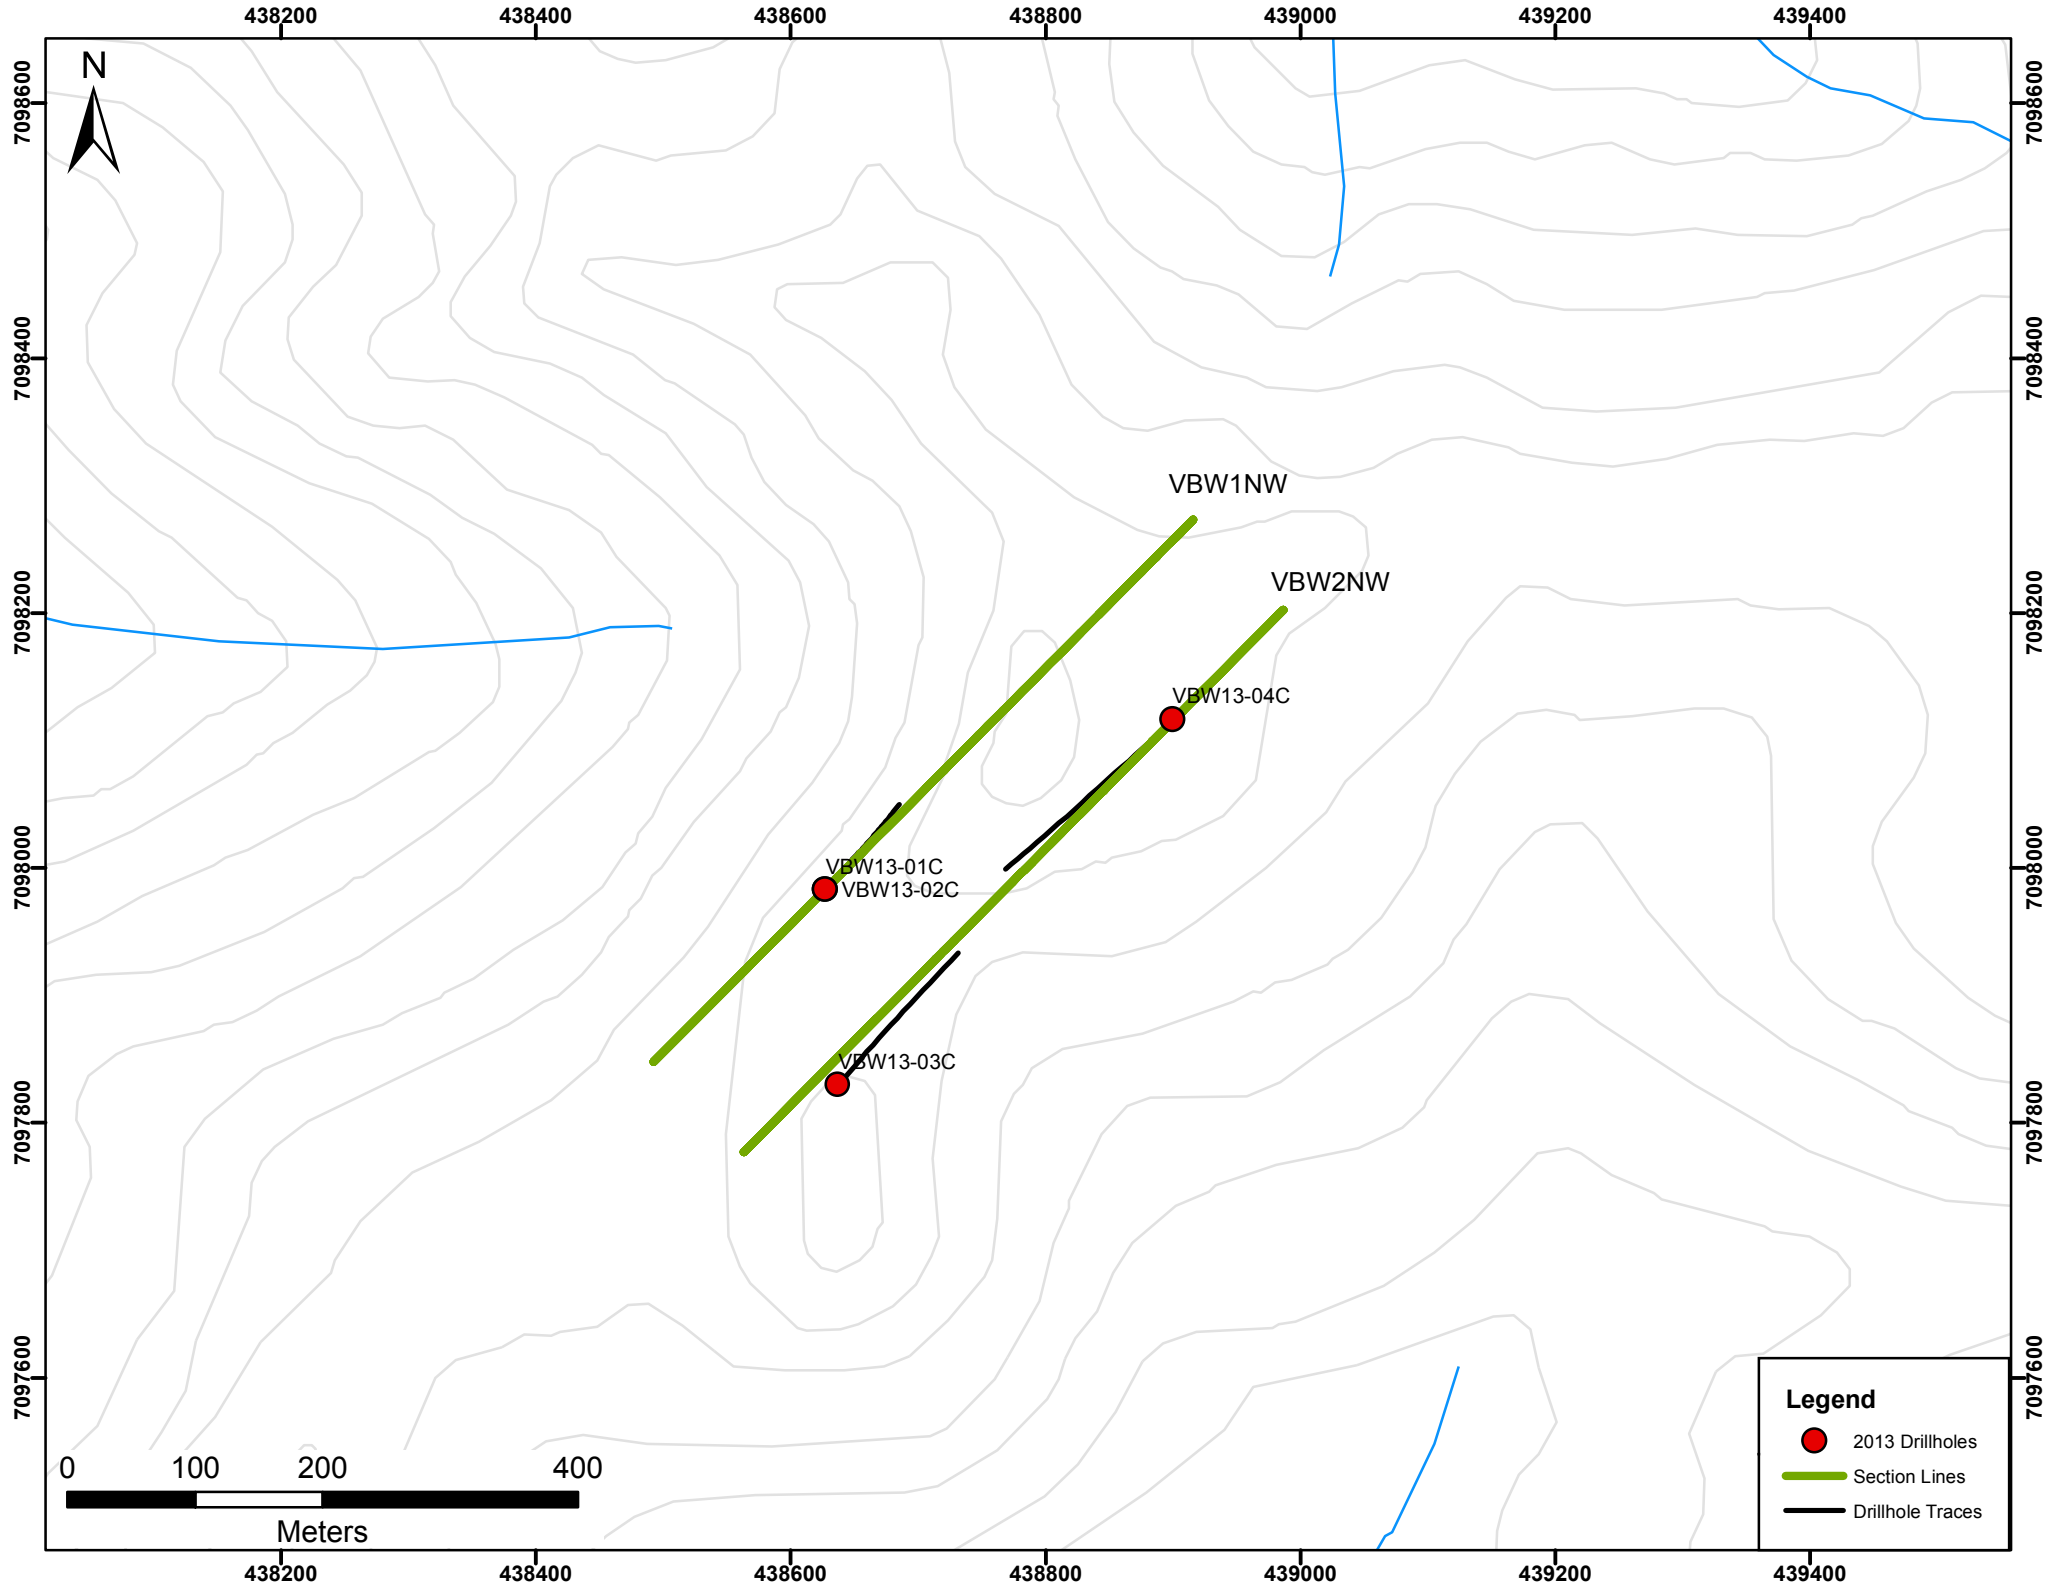 438200 438400 438600 438800 439000 439200 439400
N
7098600 7098600
7098400 7098400
VBW1NW
VBW2NW
7098200 7098200
VBW13-04C
VBW13-01C
7098000 7098000
VBW13-02C
VBW13-03C
7097800 7097800
7097600 7097600
Legend
2013 Drillholes
Section Lines
Drillhole Traces
0 100 200 400
Meters
438200 438400 438600 438800 439000 439200 439400